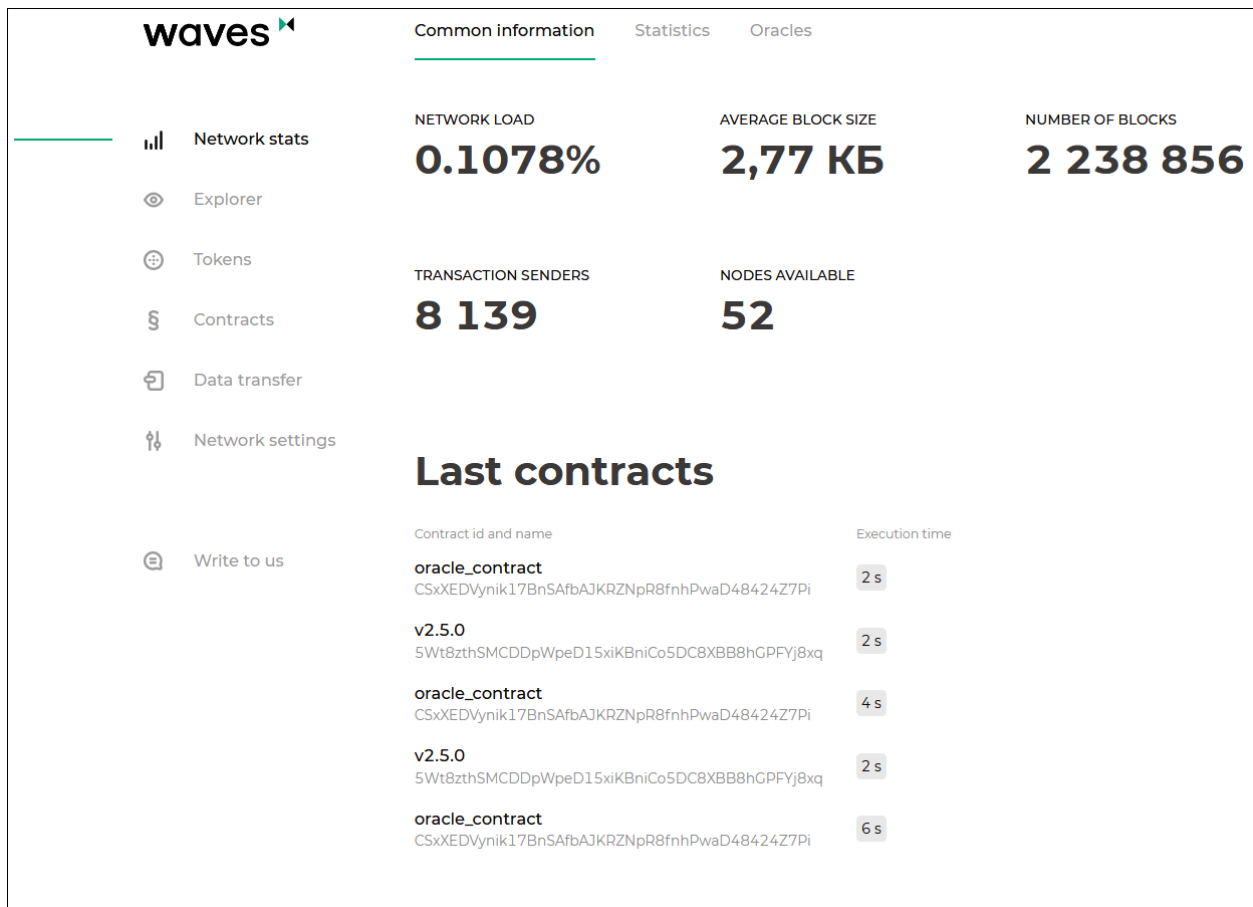 waves
Common information Statistics Oracles
Network stats
Explorer
Tokens
Contracts
Data transfer
Network settings
Write to us
NETWORK LOAD AVERAGE BLOCK SIZE NUMBER OF BLOCKS
0.1078% 2,77 КБ 2 238 856
TRANSACTION SENDERS NODES AVAILABLE
8 139 52
Last contracts
Contract id and name Execution time
oracle_contract
CSxXEDVynik17BnSAfbAJKRZNpR8fnhPwaD48424Z7Pi 2 s
v2.5.0
5Wt8zthSMCDDpWpeD15xiKBniCo5DC8XBB8hGPFYj8xq 2 s
oracle_contract
CSxXEDVynik17BnSAfbAJKRZNpR8fnhPwaD48424Z7Pi 4 s
v2.5.0
5Wt8zthSMCDDpWpeD15xiKBniCo5DC8XBB8hGPFYj8xq 2 s
oracle_contract
CSxXEDVynik17BnSAfbAJKRZNpR8fnhPwaD48424Z7Pi 6 s